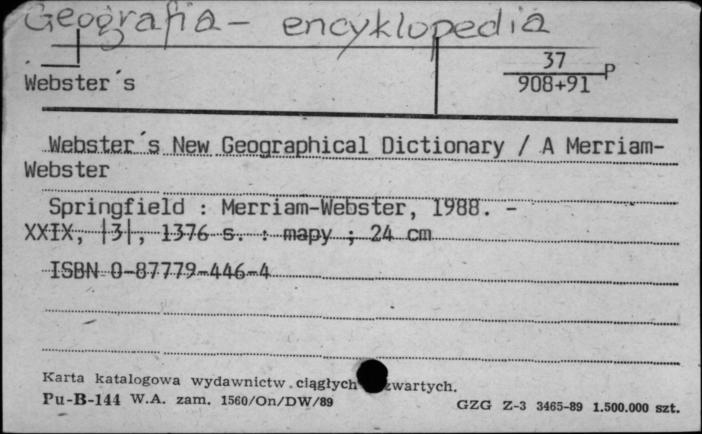 Geografia - encyklopedia
37
908+91 P
Webster´s
Webster´s New Geographical Dictionary / A Merriam-
Webster
Springfield : Merriam-Webster, 1988. -
XXIX, |3|, 1376 s. : mapy ; 24 cm
ISBN 0-87779-446-4
Karta katalogowa wydawnictw ciągłych zwartych.
Pu-B-144 W.A. zam. 1560/On/DW/89
GZG Z-3 3465-89 1.500.000 szt.